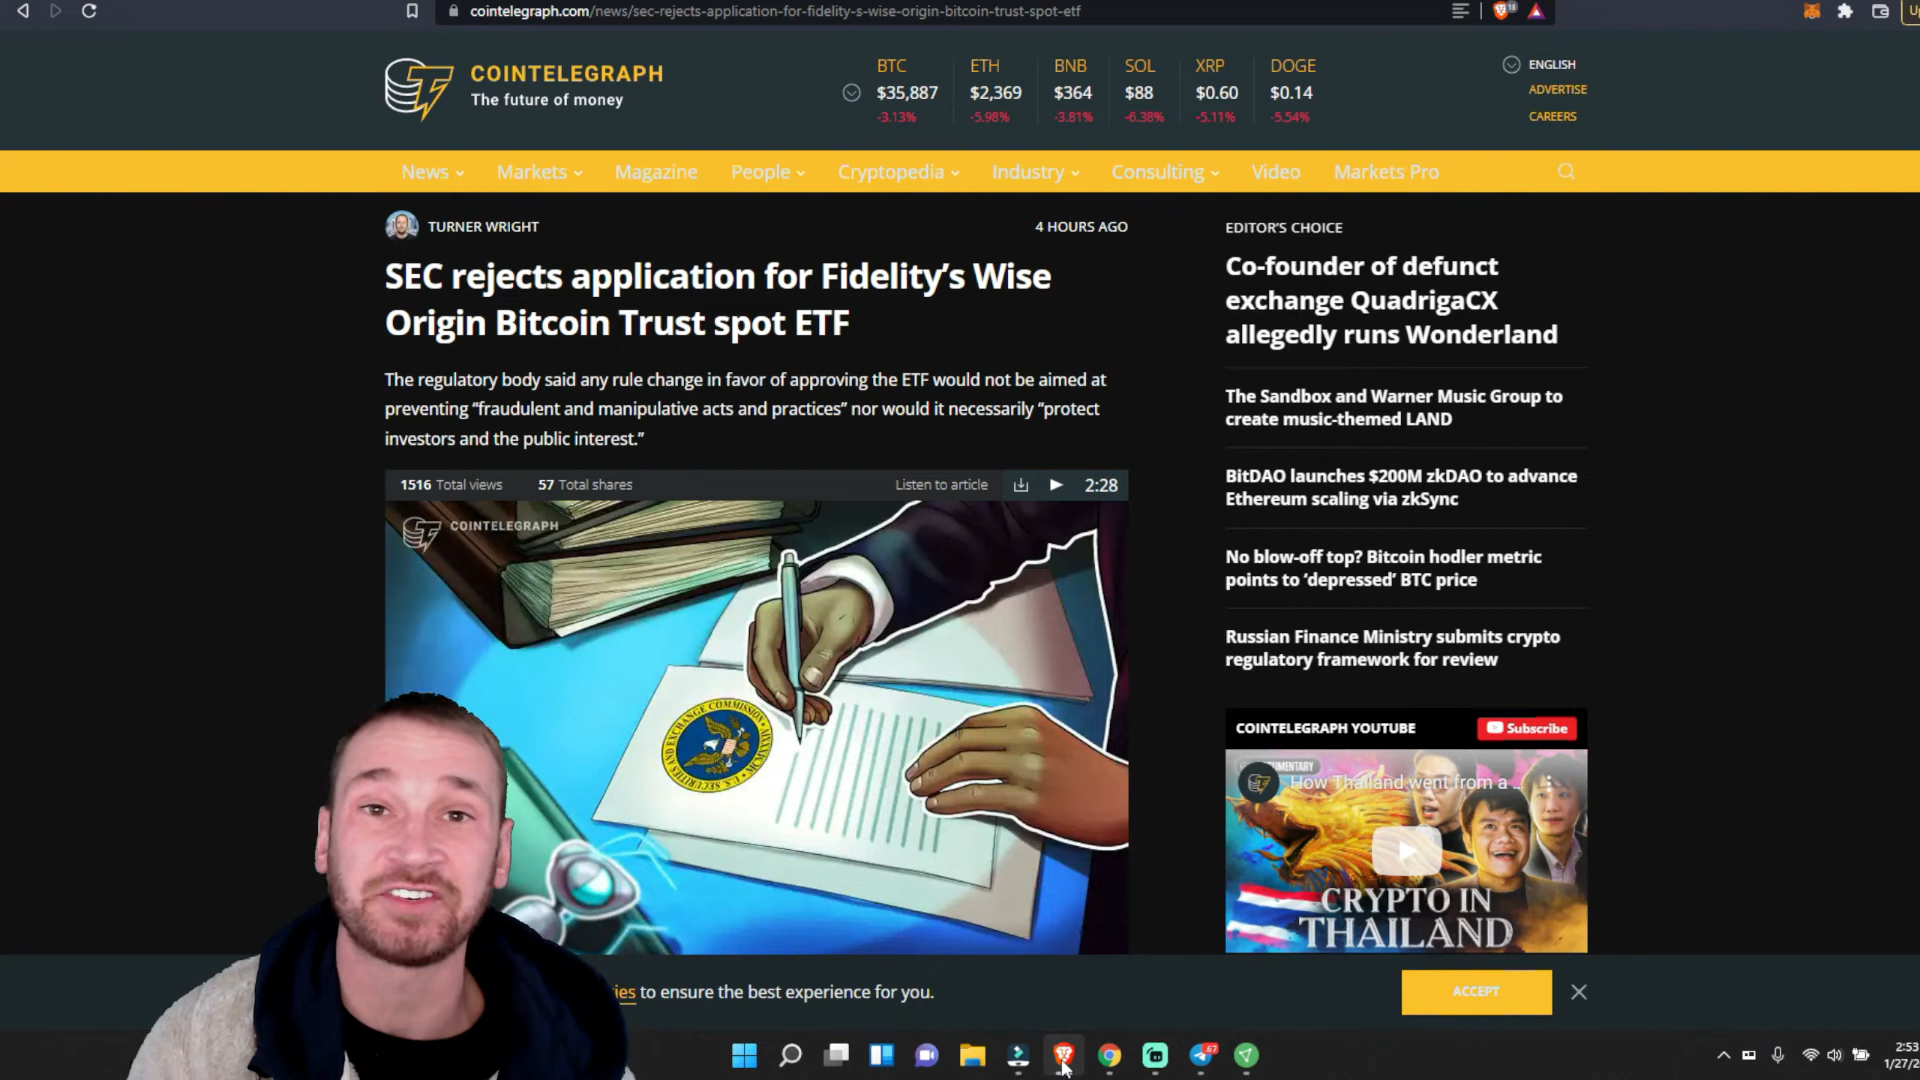 cointelegraph.com/news/sec-rejects-application-for-fidelity-s-wise-origin-bitcoin-trust-spot-etf
COINTELEGRAPH
The future of money
BTC ETH BNB SOL XRP DOGE
$35,887 $2,369 $364 $88 $0.60 $0.14
-3.13% -5.98% -3.81% -6.38% -5.11% -5.54%
ENGLISH
ADVERTISE
CAREERS
News Markets Magazine People Cryptopedia Industry Consulting Video Markets Pro
TURNER WRIGHT 4 HOURS AGO
SEC rejects application for Fidelity’s Wise
Origin Bitcoin Trust spot ETF
The regulatory body said any rule change in favor of approving the ETF would not be aimed at
preventing “fraudulent and manipulative acts and practices” nor would it necessarily “protect
investors and the public interest.”
1516 Total views 57 Total shares Listen to article 2:28
COINTELEGRAPH
U.S. SECURITIES AND EXCHANGE COMMISSION
EDITOR’S CHOICE
Co-founder of defunct
exchange QuadrigaCX
allegedly runs Wonderland
The Sandbox and Warner Music Group to
create music-themed LAND
BitDAO launches $200M zkDAO to advance
Ethereum scaling via zkSync
No blow-off top? Bitcoin hodler metric
points to ‘depressed’ BTC price
Russian Finance Ministry submits crypto
regulatory framework for review
COINTELEGRAPH YOUTUBE Subscribe
How Thailand went from a ...
CRYPTO IN
THAILAND
ies to ensure the best experience for you.
ACCEPT
67
2:53
1/27/2